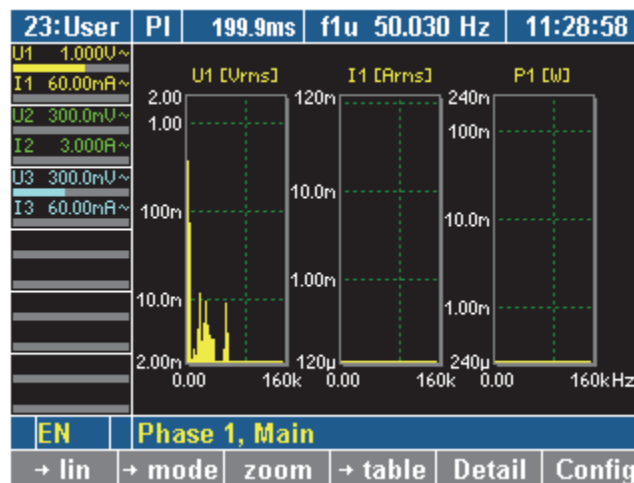 23:User PI 199.9ms f1u 50.030 Hz 11:28:58
U1 1.000V~
I1 60.00mA~
U2 300.0mV~
I2 3.000A~
U3 300.0mV~
I3 60.00mA~
U1 [Vrms] I1 [Arms] P1 [W]
2.00 120m 240m
1.00 100m
100m 10.0m 10.0m
10.0m 1.00m 1.00m
2.00m 120µ 240µ
0.00 160k 0.00 160k 0.00 160kHz
EN Phase 1, Main
→ lin → mode zoom → table Detail Config